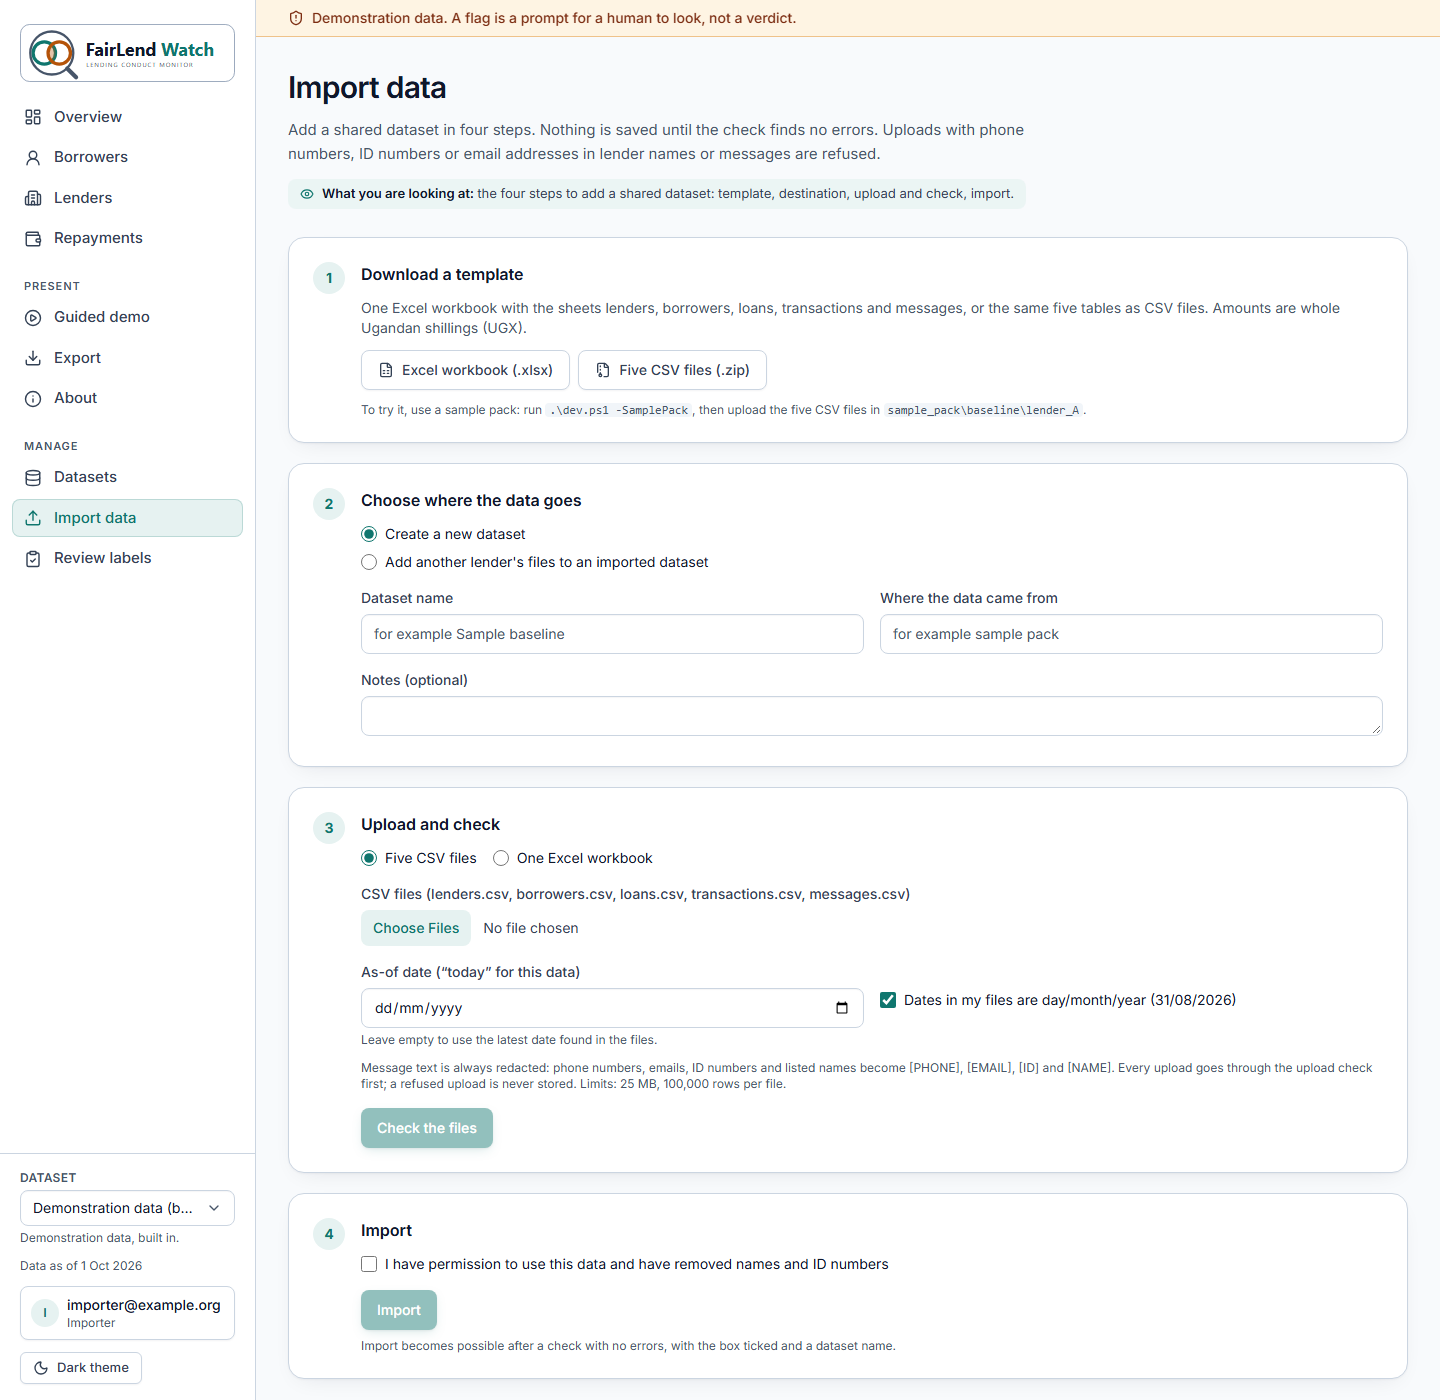 Demonstration data. A flag is a prompt for a human to look, not a verdict.
FairLend Watch
LENDING CONDUCT MONITOR
Overview
Borrowers
Lenders
Repayments
PRESENT
Guided demo
Export
About
MANAGE
Datasets
Import data
Review labels
DATASET
Demonstration data (b...
Demonstration data, built in.
Data as of 1 Oct 2026
I
importer@example.org
Importer
Dark theme
Import data
Add a shared dataset in four steps. Nothing is saved until the check finds no errors. Uploads with phone
numbers, ID numbers or email addresses in lender names or messages are refused.
What you are looking at: the four steps to add a shared dataset: template, destination, upload and check, import.
1
Download a template
One Excel workbook with the sheets lenders, borrowers, loans, transactions and messages, or the same five tables as CSV files. Amounts are whole
Ugandan shillings (UGX).
Excel workbook (.xlsx)
Five CSV files (.zip)
To try it, use a sample pack: run .\dev.ps1 -SamplePack, then upload the five CSV files in sample_pack\baseline\lender_A.
2
Choose where the data goes
Create a new dataset
Add another lender's files to an imported dataset
Dataset name
Where the data came from
for example Sample baseline
for example sample pack
Notes (optional)
3
Upload and check
Five CSV files
One Excel workbook
CSV files (lenders.csv, borrowers.csv, loans.csv, transactions.csv, messages.csv)
Choose Files
No file chosen
As-of date (“today” for this data)
dd/mm/yyyy
Dates in my files are day/month/year (31/08/2026)
Leave empty to use the latest date found in the files.
Message text is always redacted: phone numbers, emails, ID numbers and listed names become [PHONE], [EMAIL], [ID] and [NAME]. Every upload goes through the upload check
first; a refused upload is never stored. Limits: 25 MB, 100,000 rows per file.
Check the files
4
Import
I have permission to use this data and have removed names and ID numbers
Import
Import becomes possible after a check with no errors, with the box ticked and a dataset name.